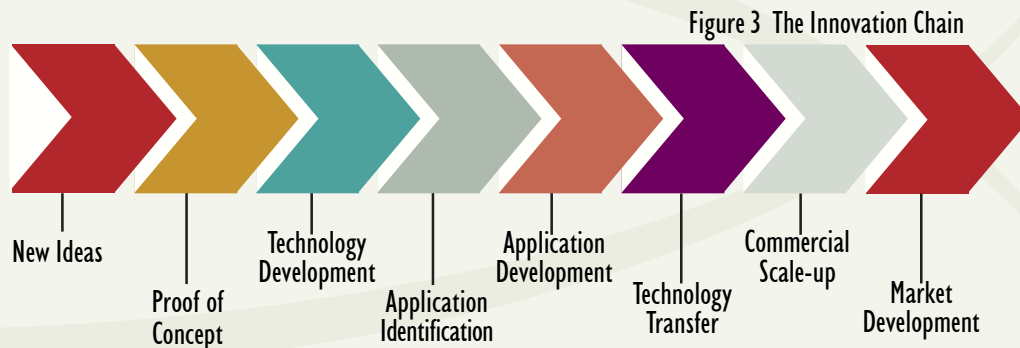 Figure 3 The Innovation Chain
New Ideas
Proof of
Concept
Technology
Development
Application
Identification
Application
Development
Technology
Transfer
Commercial
Scale-up
Market
Development